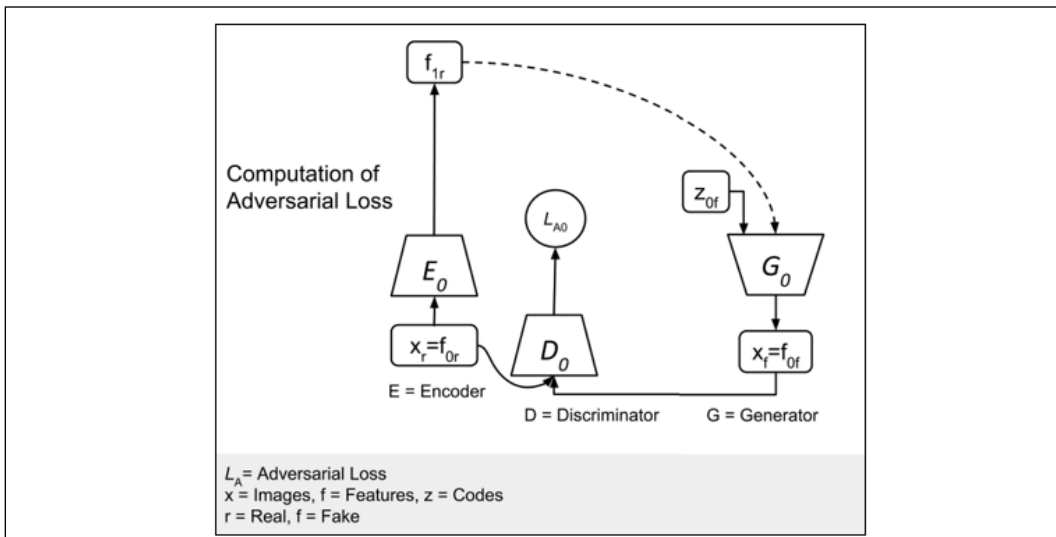 f1r
Computation of
Adversarial Loss
z0f
LA0
E0
G0
xr=f0r
D0
xf=f0f
E = Encoder
D = Discriminator
G = Generator
LA= Adversarial Loss
x = Images, f = Features, z = Codes
r = Real, f = Fake